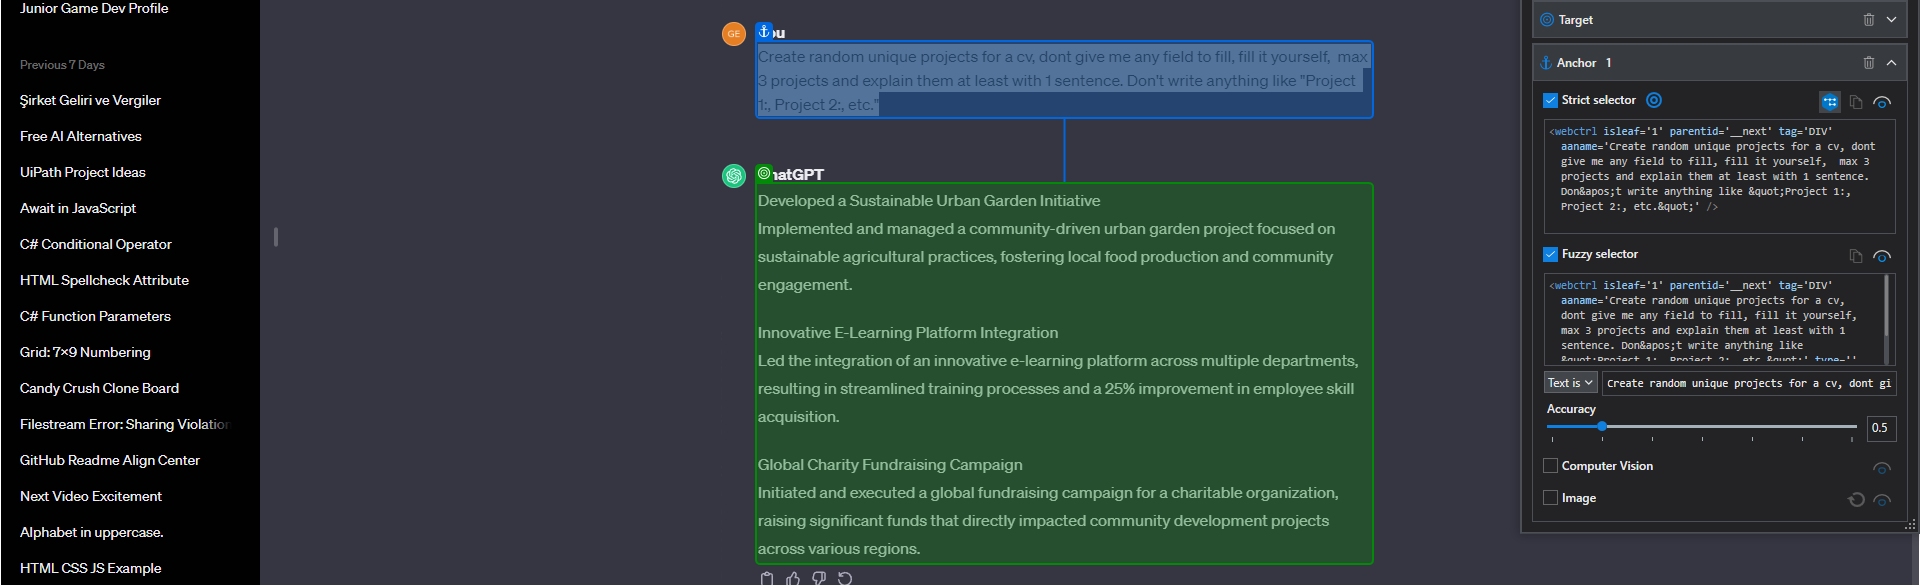 Junior Game Dev Profile
Previous 7 Days
Şirket Geliri ve Vergiler
Free AI Alternatives
UiPath Project Ideas
Await in JavaScript
C# Conditional Operator
HTML Spellcheck Attribute
C# Function Parameters
Grid: 7×9 Numbering
Candy Crush Clone Board
Filestream Error: Sharing Violation
GitHub Readme Align Center
Next Video Excitement
Alphabet in uppercase.
HTML CSS JS Example
GE
ou
Create random unique projects for a cv, dont give me any field to fill, fill it yourself,  max
3 projects and explain them at least with 1 sentence. Don't write anything like "Project
1:, Project 2:, etc."
hatGPT
Developed a Sustainable Urban Garden Initiative
Implemented and managed a community-driven urban garden project focused on
sustainable agricultural practices, fostering local food production and community
engagement.
Innovative E-Learning Platform Integration
Led the integration of an innovative e-learning platform across multiple departments,
resulting in streamlined training processes and a 25% improvement in employee skill
acquisition.
Global Charity Fundraising Campaign
Initiated and executed a global fundraising campaign for a charitable organization,
raising significant funds that directly impacted community development projects
across various regions.
Target
Anchor 1
Strict selector
<webctrl isleaf='1' parentid='__next' tag='DIV'
aaname='Create random unique projects for a cv, dont
give me any field to fill, fill it yourself,  max 3
projects and explain them at least with 1 sentence.
Don&apos;t write anything like &quot;Project 1:,
Project 2:, etc.&quot;' />
Fuzzy selector
<webctrl isleaf='1' parentid='__next' tag='DIV'
aaname='Create random unique projects for a cv,
dont give me any field to fill, fill it yourself,
max 3 projects and explain them at least with 1
sentence. Don&apos;t write anything like
&quot;Project 1:, Project 2:, etc.&quot;' type=''
Text is
Create random unique projects for a cv, dont gi
Accuracy
0.5
Computer Vision
Image